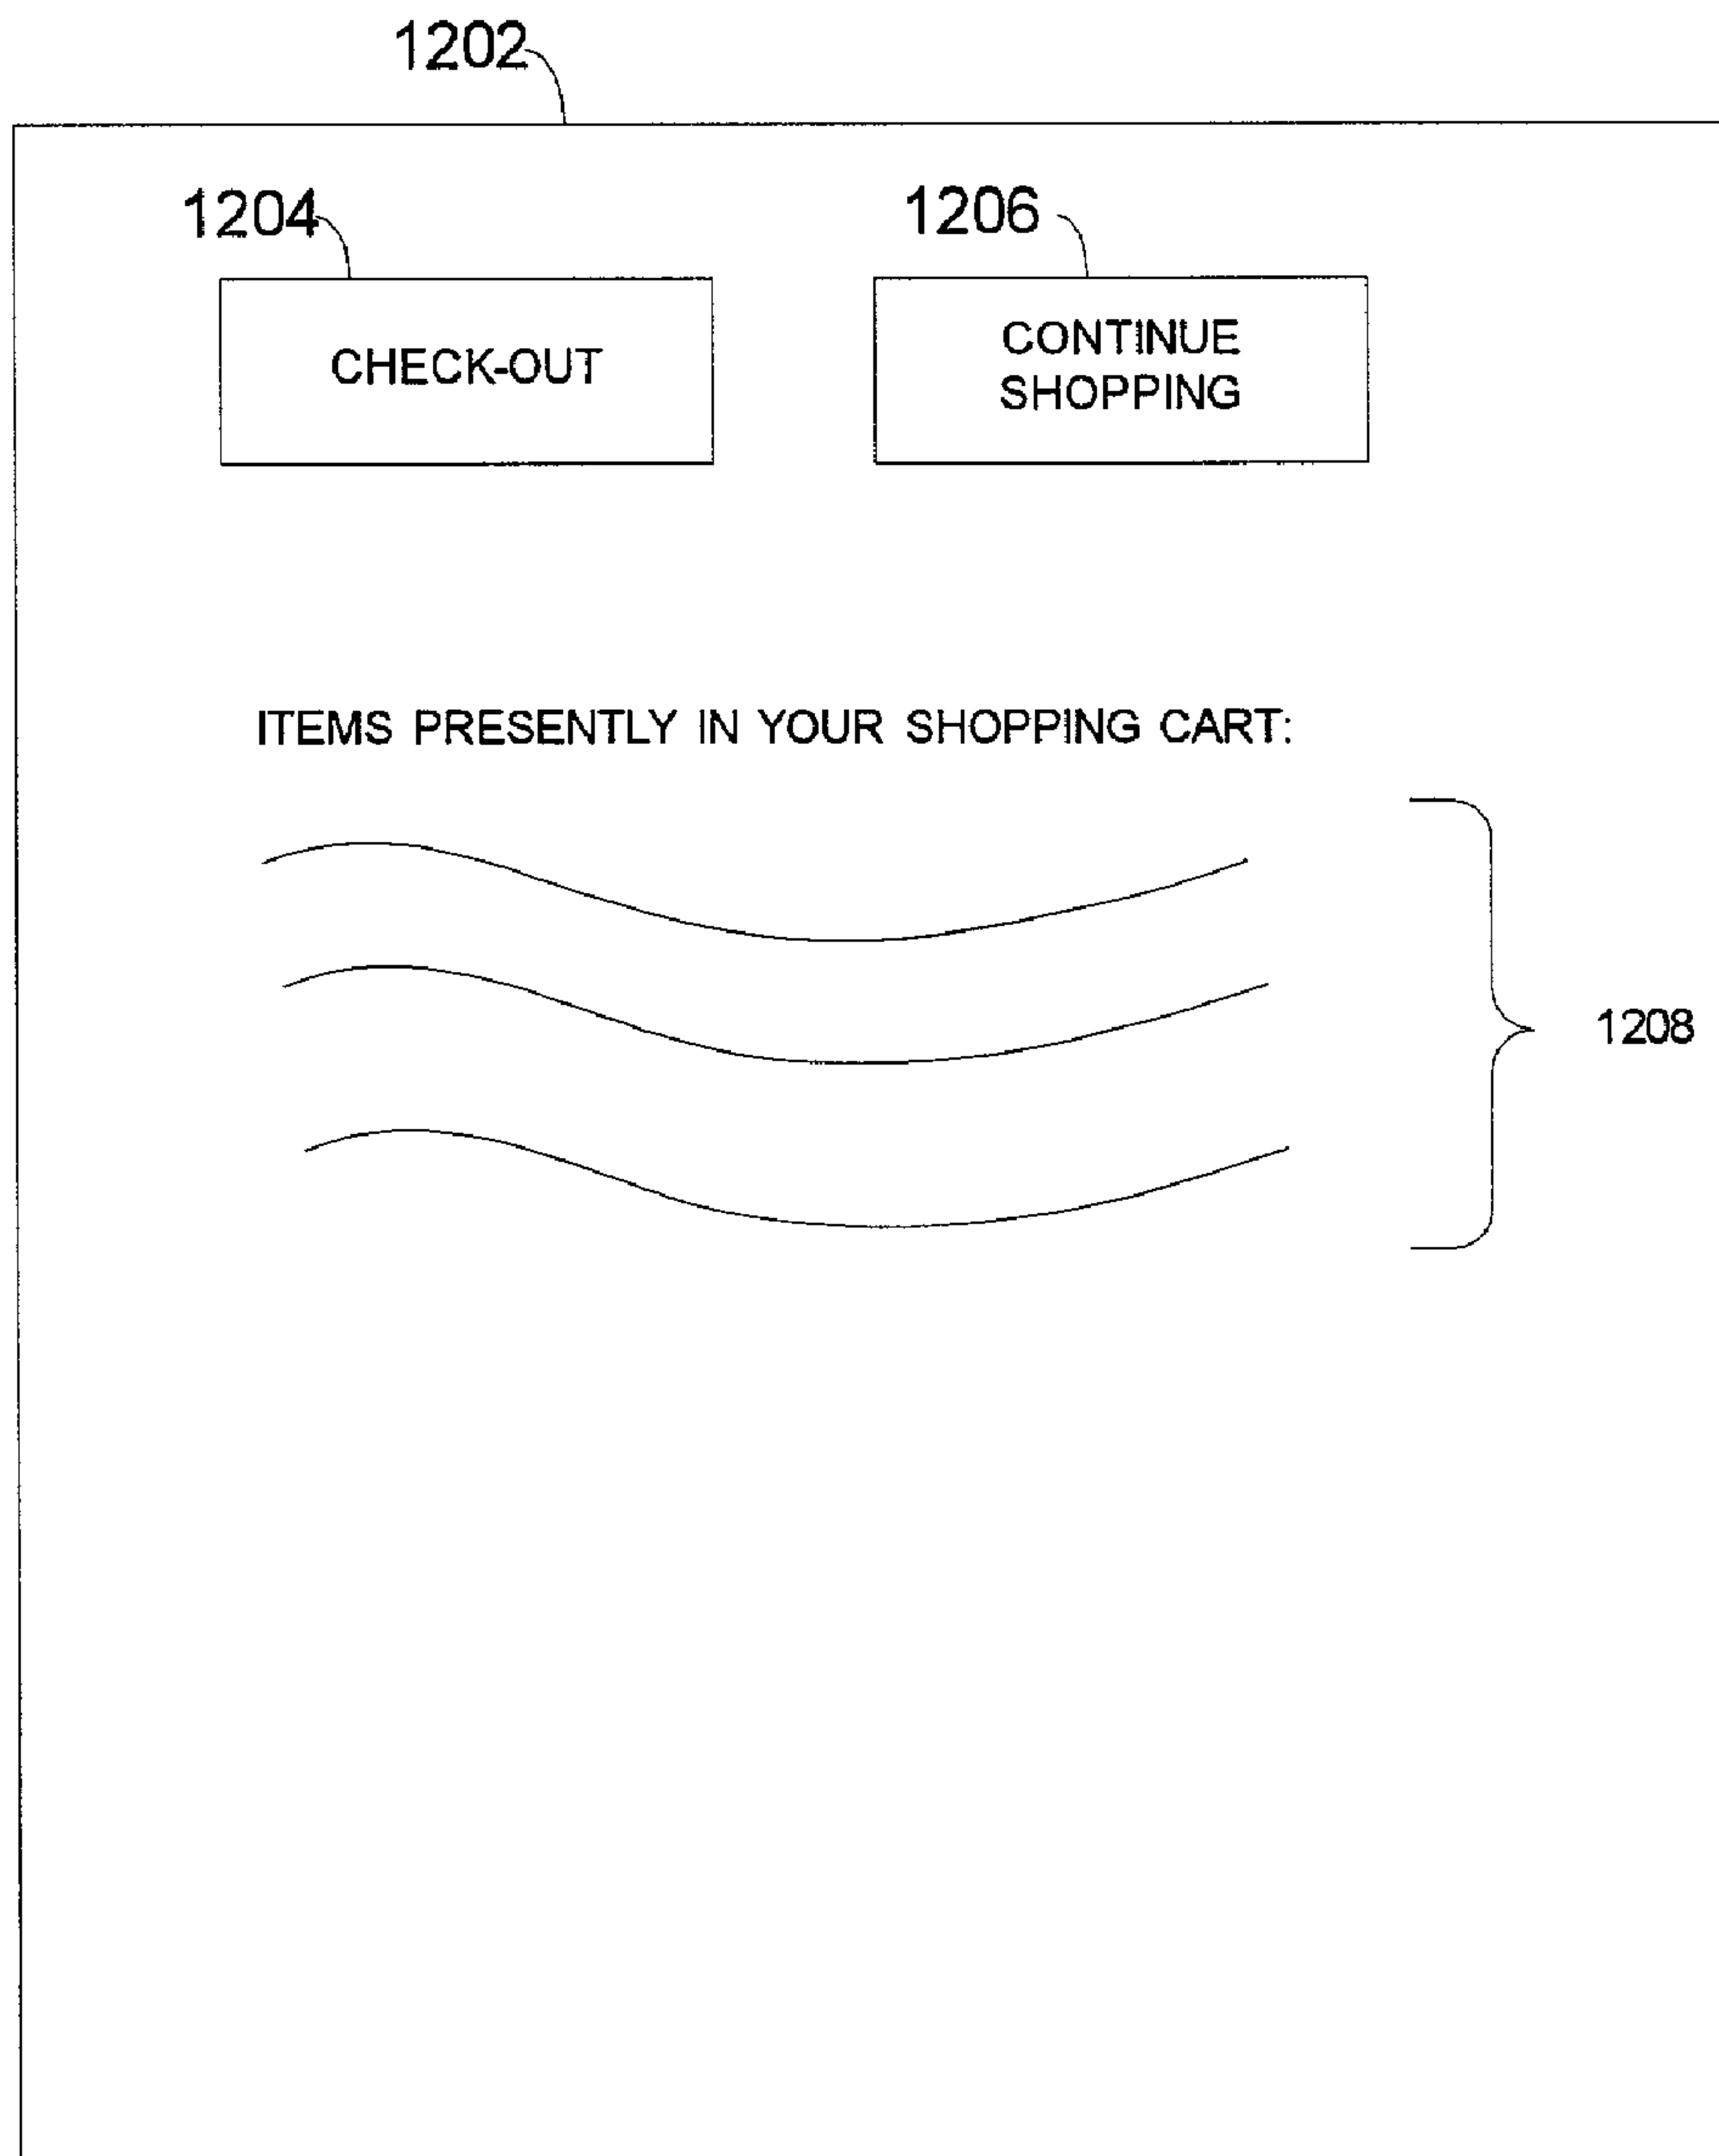 1202
1204
1206
CHECK-OUT
CONTINUE
SHOPPING
ITEMS PRESENTLY IN YOUR SHOPPING CART:
1208